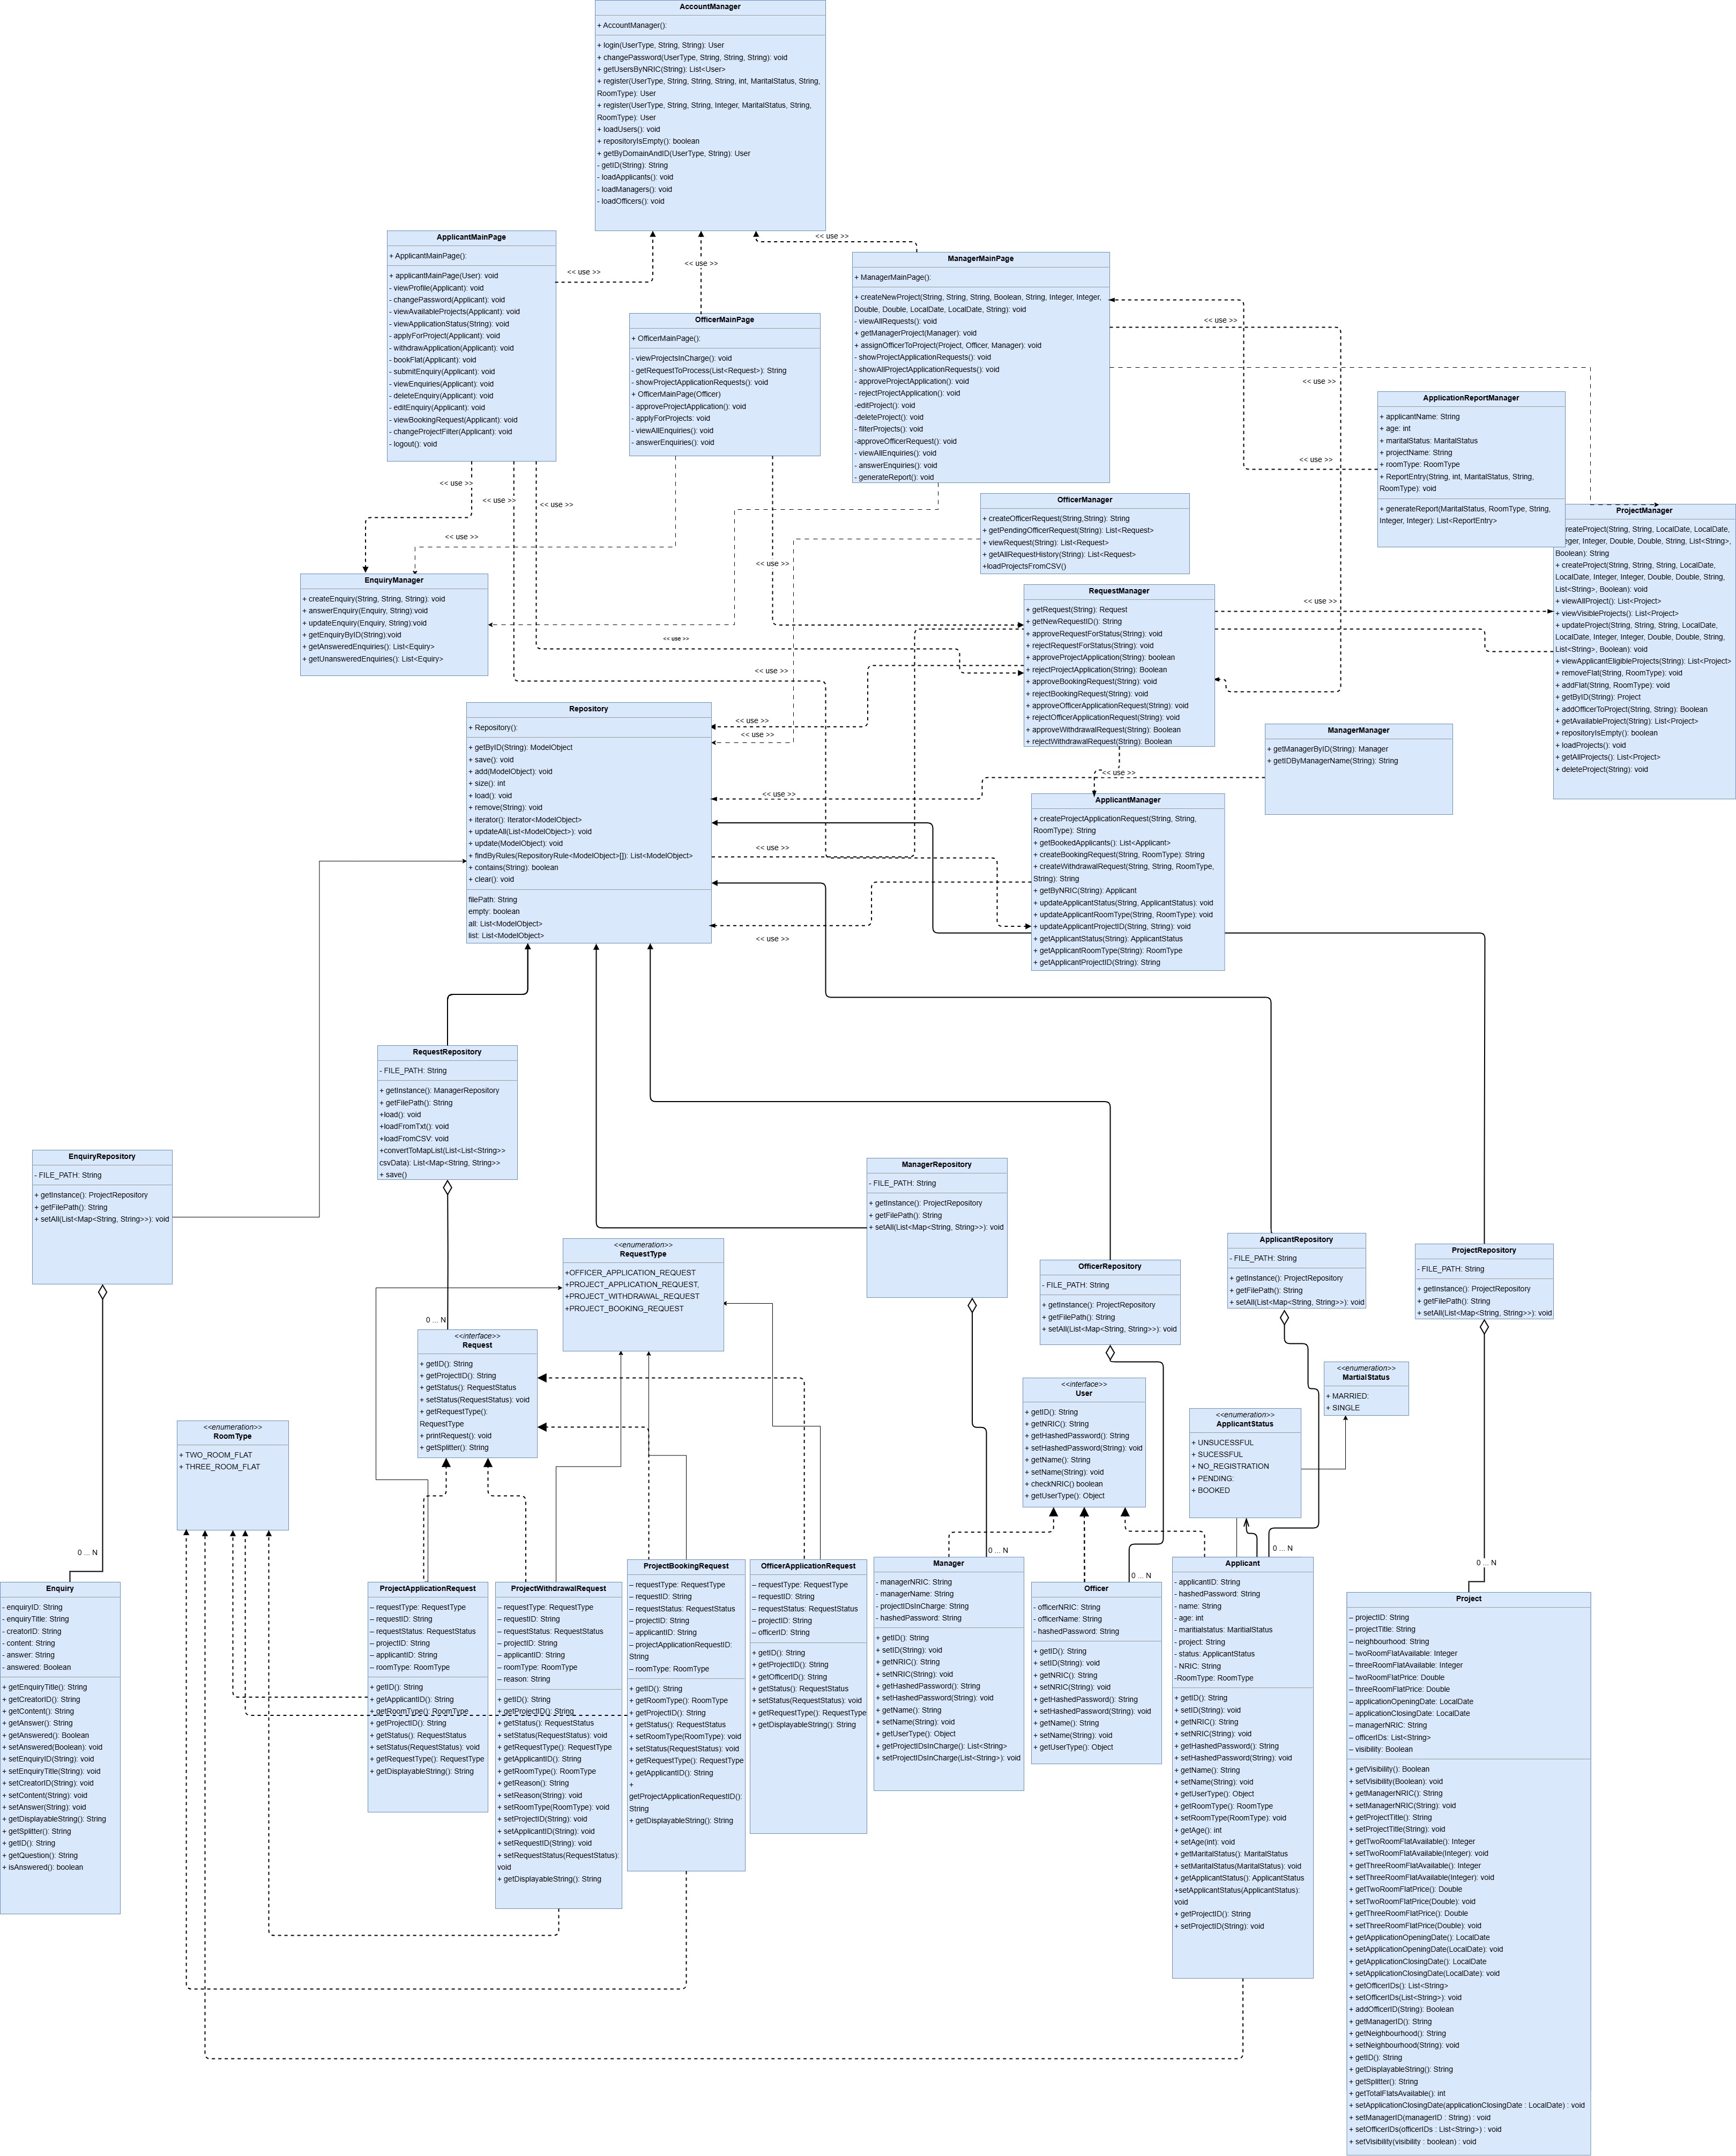 AccountManager
+ AccountManager():
+ login(UserType, String, String): User
+ changePassword(UserType, String, String, String): void
+ getUsersByNRIC(String): List<User>
+ register(UserType, String, String, String, int, MaritalStatus, String,
RoomType): User
+ register(UserType, String, String, Integer, MaritalStatus, String,
RoomType): User
+ loadUsers(): void
+ repositoryIsEmpty(): boolean
+ getByDomainAndID(UserType, String): User
- getID(String): String
- loadApplicants(): void
- loadManagers(): void
- loadOfficers(): void
<< use >>
<< use >>
<< use >>
ApplicantMainPage
+ ApplicantMainPage():
+ applicantMainPage(User): void
- viewProfile(Applicant): void
- changePassword(Applicant): void
- viewAvailableProjects(Applicant): void
- viewApplicationStatus(String): void
- applyForProject(Applicant): void
- withdrawApplication(Applicant): void
- bookFlat(Applicant): void
- submitEnquiry(Applicant): void
- viewEnquiries(Applicant): void
- deleteEnquiry(Applicant): void
- editEnquiry(Applicant): void
- viewBookingRequest(Applicant): void
- changeProjectFilter(Applicant): void
- logout(): void
OfficerMainPage
+ OfficerMainPage():
- viewProjectsInCharge(): void
- getRequestToProcess(List<Request>): String
- showProjectApplicationRequests(): void
+ OfficerMainPage(Officer)
- approveProjectApplication(): void
- applyForProjects: void
- viewAllEnquiries(): void
- answerEnquiries(): void
ManagerMainPage
+ ManagerMainPage():
+ createNewProject(String, String, String, Boolean, String, Integer, Integer,
Double, Double, LocalDate, LocalDate, String): void
- viewAllRequests(): void
+ getManagerProject(Manager): void
+ assignOfficerToProject(Project, Officer, Manager): void
- showProjectApplicationRequests(): void
- showAllProjectApplicationRequests(): void
- approveProjectApplication(): void
- rejectProjectApplication(): void
-editProject(): void
-deleteProject(): void
- filterProjects(): void
-approveOfficerRequest(): void
- viewAllEnquiries(): void
- answerEnquiries(): void
- generateReport(): void
<< use >>
<< use >>
<< use >>
ApplicationReportManager
+ applicantName: String
+ age: int
+ maritalStatus: MaritalStatus
+ projectName: String
+ roomType: RoomType
+ ReportEntry(String, int, MaritalStatus, String,
RoomType): void
+ generateReport(MaritalStatus, RoomType, String,
Integer, Integer): List<ReportEntry>
ProjectManager
reateProject(String, String, LocalDate, LocalDate,
eger, Integer, Double, Double, String, List<String>,
Boolean): String
+ createProject(String, String, String, LocalDate,
LocalDate, Integer, Integer, Double, Double, String,
List<String>, Boolean): void
+ viewAllProject(): List<Project>
+ viewVisibleProjects(): List<Project>
+ updateProject(String, String, String, LocalDate,
LocalDate, Integer, Integer, Double, Double, String,
List<String>, Boolean): void
+ viewApplicantEligibleProjects(String): List<Project>
+ removeFlat(String, RoomType): void
+ addFlat(String, RoomType): void
+ getByID(String): Project
+ addOfficerToProject(String, String): Boolean
+ getAvailableProject(String): List<Project>
+ repositoryIsEmpty(): boolean
+ loadProjects(): void
+ getAllProjects(): List<Project>
+ deleteProject(String): void
<< use >>
<< use >>
<< use >>
<< use >>
OfficerManager
+ createOfficerRequest(String,String): String
+ getPendingOfficerRequest(String): List<Request>
+ viewRequest(String): List<Request>
+ getAllRequestHistory(String): List<Request>
+loadProjectsFromCSV()
<< use >>
EnquiryManager
+ createEnquiry(String, String, String): void
+ answerEnquiry(Enquiry, String):void
+ updateEnquiry(Enquiry, String):void
+ getEnquiryByID(String):void
+ getAnsweredEnquiries(): List<Equiry>
+ getUnansweredEnquiries(): List<Equiry>
RequestManager
+ getRequest(String): Request
+ getNewRequestID(): String
+ approveRequestForStatus(String): void
+ rejectRequestForStatus(String): void
+ approveProjectApplication(String): boolean
+ rejectProjectApplication(String): Boolean
+ approveBookingRequest(String): void
+ rejectBookingRequest(String): void
+ approveOfficerApplicationRequest(String): void
+ rejectOfficerApplicationRequest(String): void
+ approveWithdrawalRequest(String): Boolean
+ rejectWithdrawalRequest(String): Boolean
<< use >>
<< use >>
<< use >>
<< use >>
<< use >>
<< use >>
<< use >>
<< use >>
<< use >>
ManagerManager
+ getManagerByID(String): Manager
+ getIDByManagerName(String): String
Repository
+ Repository():
+ getByID(String): ModelObject
+ save(): void
+ add(ModelObject): void
+ size(): int
+ load(): void
+ remove(String): void
+ iterator(): Iterator<ModelObject>
+ updateAll(List<ModelObject>): void
+ update(ModelObject): void
+ findByRules(RepositoryRule<ModelObject>[]): List<ModelObject>
+ contains(String): boolean
+ clear(): void
filePath: String
empty: boolean
all: List<ModelObject>
list: List<ModelObject>
ApplicantManager
+ createProjectApplicationRequest(String, String,
RoomType): String
+ getBookedApplicants(): List<Applicant>
+ createBookingRequest(String, RoomType): String
+ createWithdrawalRequest(String, String, RoomType,
String): String
+ getByNRIC(String): Applicant
+ updateApplicantStatus(String, ApplicantStatus): void
+ updateApplicantRoomType(String, RoomType): void
+ updateApplicantProjectID(String, String): void
+ getApplicantStatus(String): ApplicantStatus
+ getApplicantRoomType(String): RoomType
+ getApplicantProjectID(String): String
RequestRepository
- FILE_PATH: String
+ getInstance(): ManagerRepository
+ getFilePath(): String
+load(): void
+loadFromTxt(): void
+loadFromCSV: void
+convertToMapList(List<List<String>>
csvData): List<Map<String, String>>
+ save()
EnquiryRepository
- FILE_PATH: String
+ getInstance(): ProjectRepository
+ getFilePath(): String
+ setAll(List<Map<String, String>>): void
ManagerRepository
- FILE_PATH: String
+ getInstance(): ProjectRepository
+ getFilePath(): String
+ setAll(List<Map<String, String>>): void
OfficerRepository
- FILE_PATH: String
+ getInstance(): ProjectRepository
+ getFilePath(): String
+ setAll(List<Map<String, String>>): void
ApplicantRepository
- FILE_PATH: String
+ getInstance(): ProjectRepository
+ getFilePath(): String
+ setAll(List<Map<String, String>>): void
ProjectRepository
- FILE_PATH: String
+ getInstance(): ProjectRepository
+ getFilePath(): String
+ setAll(List<Map<String, String>>): void
<<enumeration>>
RequestType
+OFFICER_APPLICATION_REQUEST
+PROJECT_APPLICATION_REQUEST,
+PROJECT_WITHDRAWAL_REQUEST
+PROJECT_BOOKING_REQUEST
0 ... N
<<interface>>
Request
+ getID(): String
+ getProjectID(): String
+ getStatus(): RequestStatus
+ setStatus(RequestStatus): void
+ getRequestType():
RequestType
+ printRequest(): void
+ getSplitter(): String
<<enumeration>>
RoomType
+ TWO_ROOM_FLAT
+ THREE_ROOM_FLAT
<<interface>>
User
+ getID(): String
+ getNRIC(): String
+ getHashedPassword(): String
+ setHashedPassword(String): void
+ getName(): String
+ setName(String): void
+ checkNRIC() boolean
+ getUserType(): Object
<<enumeration>>
ApplicantStatus
+ UNSUCESSFUL
+ SUCESSFUL
+ NO_REGISTRATION
+ PENDING:
+ BOOKED
<<enumeration>>
MartialStatus
+ MARRIED:
+ SINGLE
0 ... N
0 ... N
0 ... N
0 ... N
0 ... N
Enquiry
- enquiryID: String
- enquiryTitle: String
- creatorID: String
- content: String
- answer: String
- answered: Boolean
+ getEnquiryTitle(): String
+ getCreatorID(): String
+ getContent(): String
+ getAnswer(): String
+ getAnswered(): Boolean
+ setAnswered(Boolean): void
+ setEnquiryID(String): void
+ setEnquiryTitle(String): void
+ setCreatorID(String): void
+ setContent(String): void
+ setAnswer(String): void
+ getDisplayableString(): String
+ getSplitter(): String
+ getID(): String
+ getQuestion(): String
+ isAnswered(): boolean
ProjectApplicationRequest
– requestType: RequestType
– requestID: String
– requestStatus: RequestStatus
– projectID: String
– applicantID: String
– roomType: RoomType
+ getID(): String
+ getApplicantID(): String
+ getRoomType(): RoomType
+ getProjectID(): String
+ getStatus(): RequestStatus
+ setStatus(RequestStatus): void
+ getRequestType(): RequestType
+ getDisplayableString(): String
ProjectWithdrawalRequest
– requestType: RequestType
– requestID: String
– requestStatus: RequestStatus
– projectID: String
– applicantID: String
– roomType: RoomType
– reason: String
+ getID(): String
+ getProjectID(): String
+ getStatus(): RequestStatus
+ setStatus(RequestStatus): void
+ getRequestType(): RequestType
+ getApplicantID(): String
+ getRoomType(): RoomType
+ getReason(): String
+ setReason(String): void
+ setRoomType(RoomType): void
+ setProjectID(String): void
+ setApplicantID(String): void
+ setRequestID(String): void
+ setRequestStatus(RequestStatus):
void
+ getDisplayableString(): String
ProjectBookingRequest
– requestType: RequestType
– requestID: String
– requestStatus: RequestStatus
– projectID: String
– applicantID: String
– projectApplicationRequestID:
String
– roomType: RoomType
+ getID(): String
+ getRoomType(): RoomType
+ getProjectID(): String
+ getStatus(): RequestStatus
+ setRoomType(RoomType): void
+ setStatus(RequestStatus): void
+ getRequestType(): RequestType
+ getApplicantID(): String
+
getProjectApplicationRequestID():
String
+ getDisplayableString(): String
OfficerApplicationRequest
– requestType: RequestType
– requestID: String
– requestStatus: RequestStatus
– projectID: String
– officerID: String
+ getID(): String
+ getProjectID(): String
+ getOfficerID(): String
+ getStatus(): RequestStatus
+ setStatus(RequestStatus): void
+ getRequestType(): RequestType
+ getDisplayableString(): String
Manager
- managerNRIC: String
- managerName: String
- projectIDsInCharge: String
- hashedPassword: String
+ getID(): String
+ setID(String): void
+ getNRIC(): String
+ setNRIC(String): void
+ getHashedPassword(): String
+ setHashedPassword(String): void
+ getName(): String
+ setName(String): void
+ getUserType(): Object
+ getProjectIDsInCharge(): List<String>
+ setProjectIDsInCharge(List<String>): void
Officer
- officerNRIC: String
- officerName: String
- hashedPassword: String
+ getID(): String
+ setID(String): void
+ getNRIC(): String
+ setNRIC(String): void
+ getHashedPassword(): String
+ setHashedPassword(String): void
+ getName(): String
+ setName(String): void
+ getUserType(): Object
Applicant
- applicantID: String
- hashedPassword: String
- name: String
- age: int
- maritialstatus: MaritialStatus
- project: String
- status: ApplicantStatus
- NRIC: String
-RoomType: RoomType
+ getID(): String
+ setID(String): void
+ getNRIC(): String
+ setNRIC(String): void
+ getHashedPassword(): String
+ setHashedPassword(String): void
+ getName(): String
+ setName(String): void
+ getUserType(): Object
+ getRoomType(): RoomType
+ setRoomType(RoomType): void
+ getAge(): int
+ setAge(int): void
+ getMaritalStatus(): MaritalStatus
+ setMaritalStatus(MaritalStatus): void
+ getApplicantStatus(): ApplicantStatus
+setApplicantStatus(ApplicantStatus):
void
+ getProjectID(): String
+ setProjectID(String): void
Project
– projectID: String
– projectTitle: String
– neighbourhood: String
– twoRoomFlatAvailable: Integer
– threeRoomFlatAvailable: Integer
– twoRoomFlatPrice: Double
– threeRoomFlatPrice: Double
– applicationOpeningDate: LocalDate
– applicationClosingDate: LocalDate
– managerNRIC: String
– officerIDs: List<String>
– visibility: Boolean
+ getVisibility(): Boolean
+ setVisibility(Boolean): void
+ getManagerNRIC(): String
+ setManagerNRIC(String): void
+ getProjectTitle(): String
+ setProjectTitle(String): void
+ getTwoRoomFlatAvailable(): Integer
+ setTwoRoomFlatAvailable(Integer): void
+ getThreeRoomFlatAvailable(): Integer
+ setThreeRoomFlatAvailable(Integer): void
+ getTwoRoomFlatPrice(): Double
+ setTwoRoomFlatPrice(Double): void
+ getThreeRoomFlatPrice(): Double
+ setThreeRoomFlatPrice(Double): void
+ getApplicationOpeningDate(): LocalDate
+ setApplicationOpeningDate(LocalDate): void
+ getApplicationClosingDate(): LocalDate
+ setApplicationClosingDate(LocalDate): void
+ getOfficerIDs(): List<String>
+ setOfficerIDs(List<String>): void
+ addOfficerID(String): Boolean
+ getManagerID(): String
+ getNeighbourhood(): String
+ setNeighbourhood(String): void
+ getID(): String
+ getDisplayableString(): String
+ getSplitter(): String
+ getTotalFlatsAvailable(): int
+ setApplicationClosingDate(applicationClosingDate : LocalDate) : void
+ setManagerID(managerID : String) : void
+ setOfficerIDs(officerIDs : List<String>) : void
+ setVisibility(visibility : boolean) : void